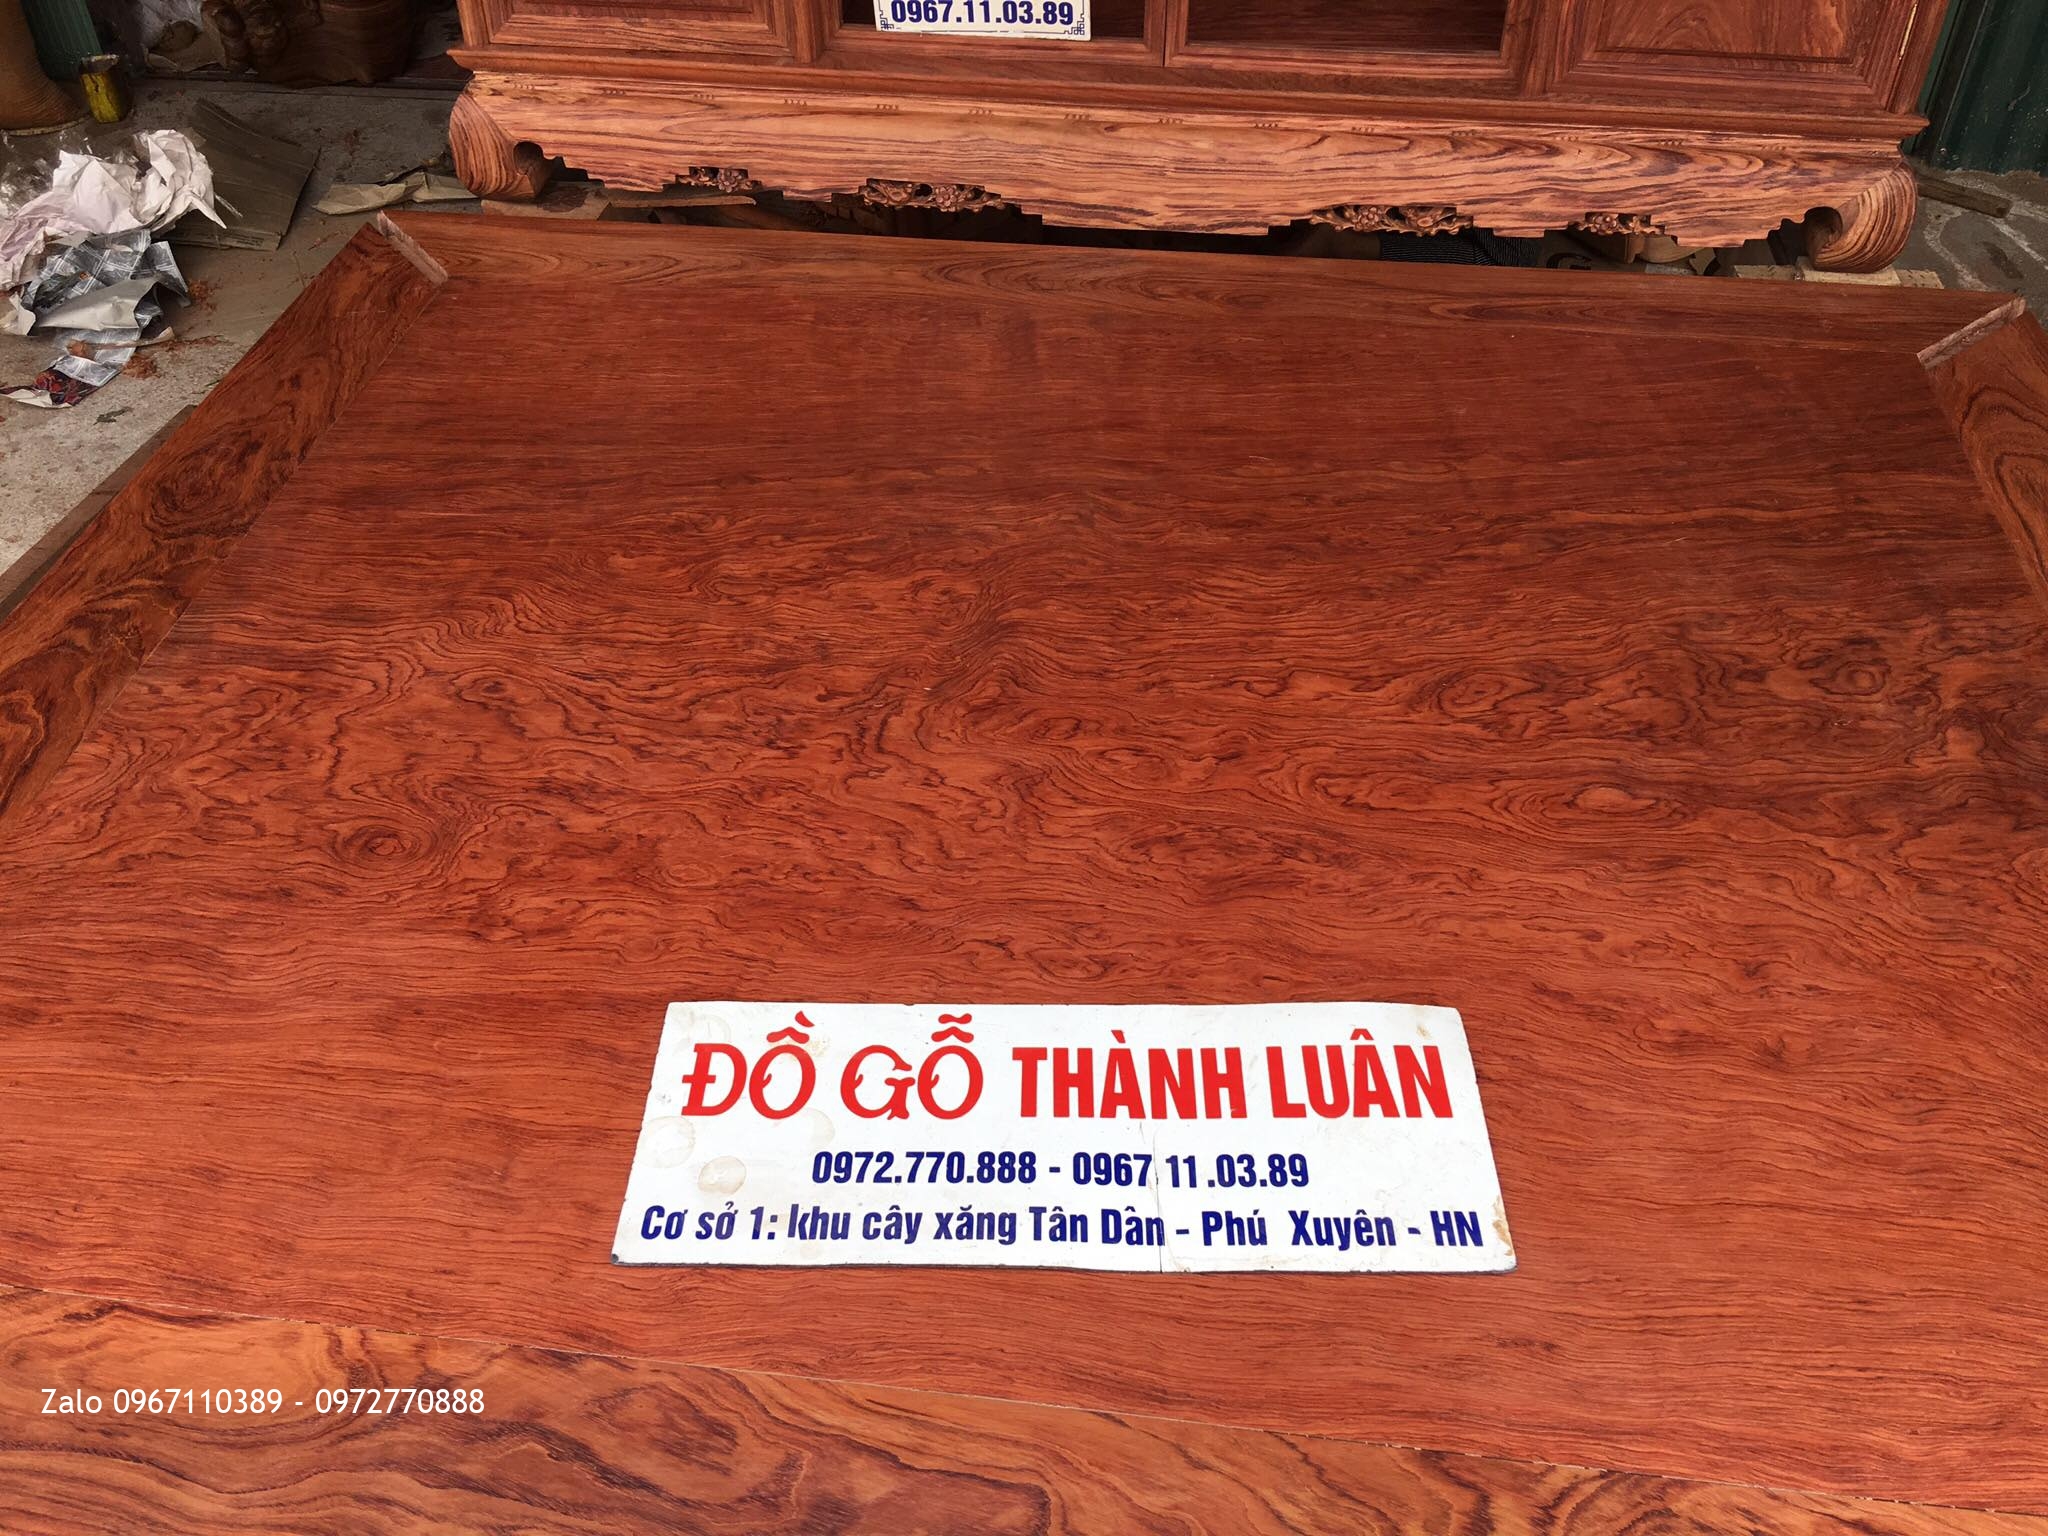 0967.11.03.89
ĐỒ GỖ THÀNH LUÂN
0972.770.888 - 0967.11.03.89
Cơ sở 1: khu cây xăng Tân Dân - Phú Xuyên - HN
Zalo 0967110389 - 0972770888